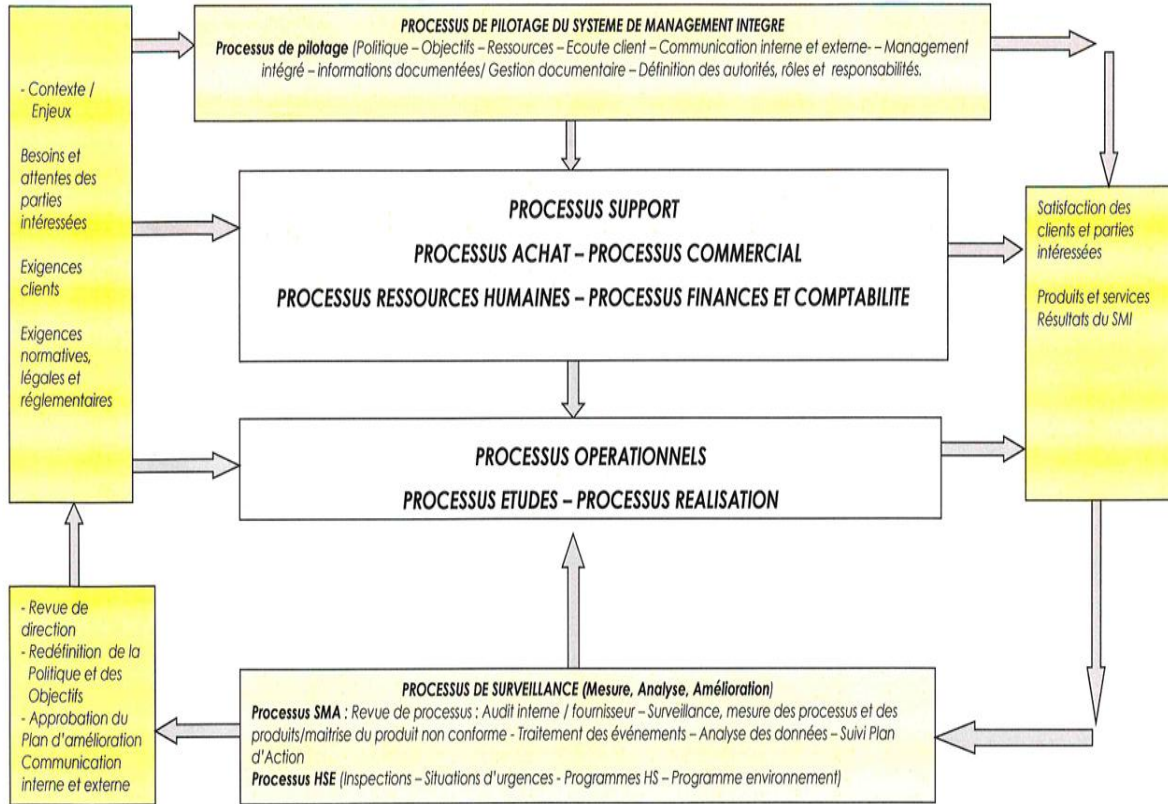 PROCESSUS DE PILOTAGE DU SYSTEME DE MANAGEMENT INTEGRE
Processus de pilotage (Politique – Objectifs – Ressources – Ecoute client – Communication interne et externe- – Management
intégré – informations documentées/ Gestion documentaire – Définition des autorités, rôles et responsabilités.
- Contexte /
Enjeux
Besoins et
attentes des
parties
intéressées
Exigences
clients
Exigences
normatives,
légales et
réglementaires
PROCESSUS SUPPORT
PROCESSUS ACHAT – PROCESSUS COMMERCIAL
PROCESSUS RESSOURCES HUMAINES – PROCESSUS FINANCES ET COMPTABILITE
Satisfaction des
clients et parties
intéressées
Produits et services
Résultats du SMI
PROCESSUS OPERATIONNELS
PROCESSUS ETUDES – PROCESSUS REALISATION
- Revue de
direction
- Redéfinition de la
Politique et des
Objectifs
- Approbation du
Plan d'amélioration
Communication
interne et externe
PROCESSUS DE SURVEILLANCE (Mesure, Analyse, Amélioration)
Processus SMA : Revue de processus : Audit interne / fournisseur – Surveillance, mesure des processus et des
produits/maitrise du produit non conforme - Traitement des événements – Analyse des données – Suivi Plan
d'Action
Processus HSE (Inspections – Situations d'urgences - Programmes HS – Programme environnement)